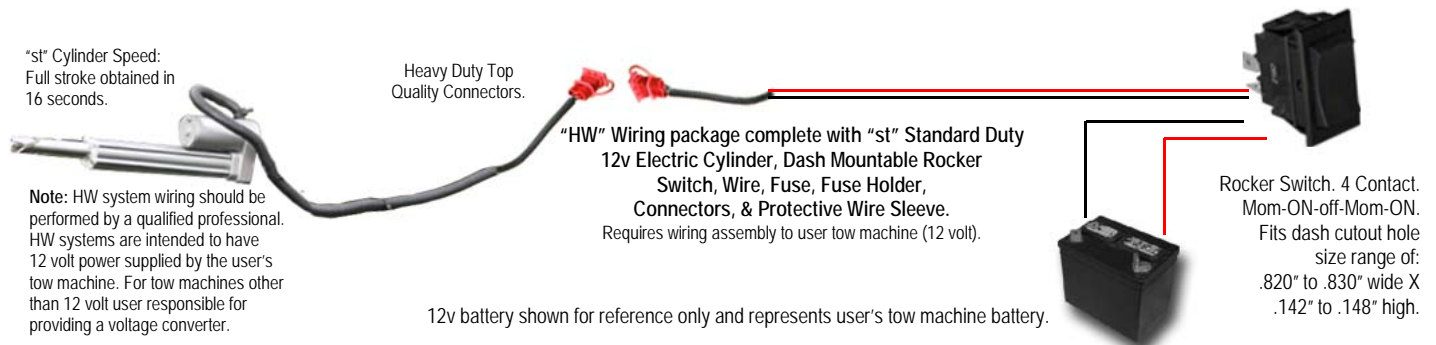 “st” Cylinder Speed:
Full stroke obtained in
16 seconds.
Heavy Duty Top
Quality Connectors.
“HW” Wiring package complete with “st” Standard Duty
12v Electric Cylinder, Dash Mountable Rocker
Switch, Wire, Fuse, Fuse Holder,
Connectors, & Protective Wire Sleeve.
Requires wiring assembly to user tow machine (12 volt).
Note: HW system wiring should be
performed by a qualified professional.
HW systems are intended to have
12 volt power supplied by the user’s
tow machine. For tow machines other
than 12 volt user responsible for
providing a voltage converter.
12v battery shown for reference only and represents user’s tow machine battery.
Rocker Switch. 4 Contact.
Mom-ON-off-Mom-ON.
Fits dash cutout hole
size range of:
.820” to .830” wide X
.142” to .148” high.